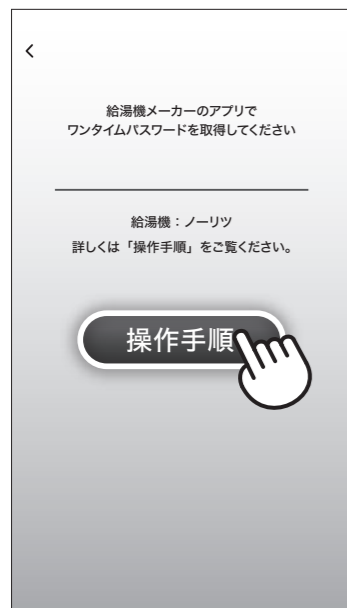 給湯機メーカーのアプリで
ワンタイムパスワードを取得してください
給湯機：ノーリツ
詳しくは「操作手順」をご覧ください。
操作手順